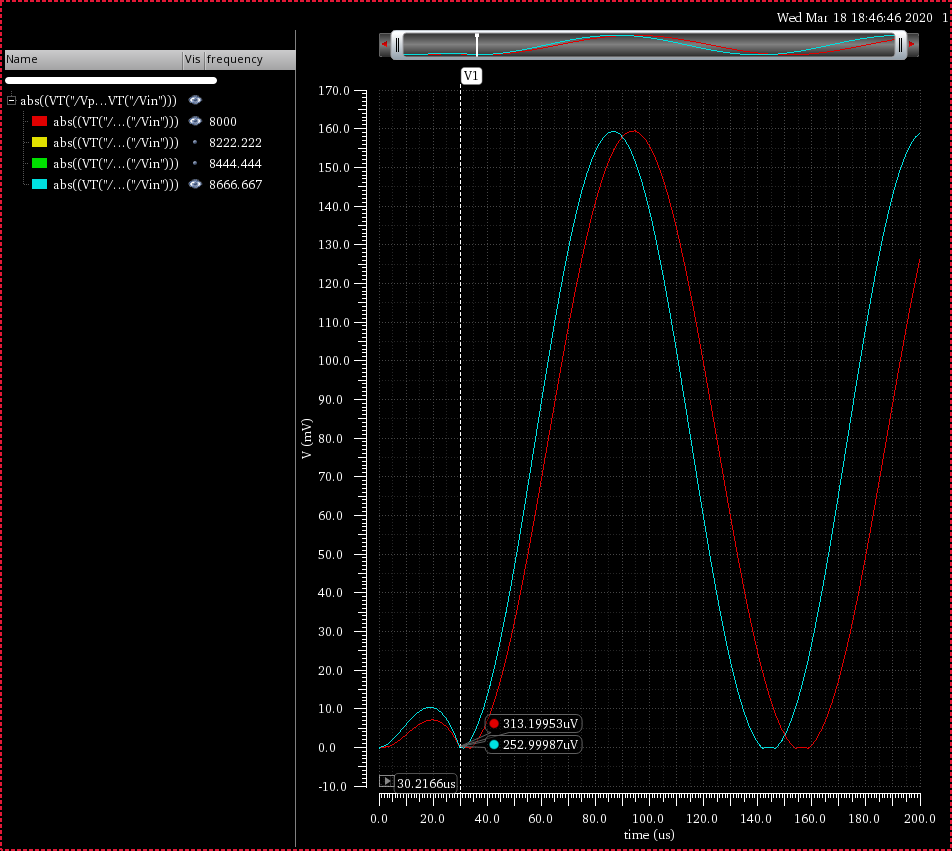 Wed Mar 18 18:46:46 2020 1
Name Vis frequency
abs((VT("/Vp...VT("/Vin")))
abs((VT("/...("/Vin"))) 8000
abs((VT("/...("/Vin"))) 8222.222
abs((VT("/...("/Vin"))) 8444.444
abs((VT("/...("/Vin"))) 8666.667
V1
170.0
160.0
150.0
140.0
130.0
120.0
110.0
100.0
90.0
80.0
70.0
60.0
50.0
40.0
30.0
20.0
10.0
0.0
-10.0
V (mV)
313.19953uV
252.99987uV
30.2166us
0.0 20.0 40.0 60.0 80.0 100.0 120.0 140.0 160.0 180.0 200.0
time (us)